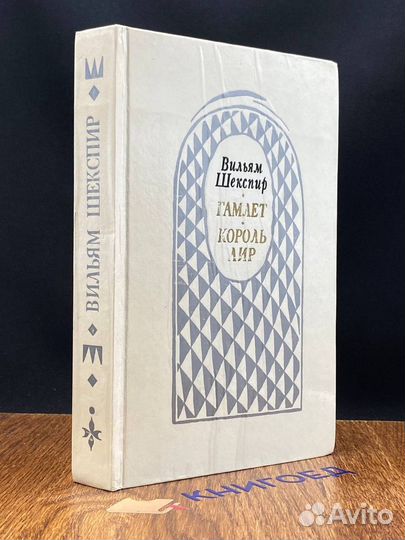 ВИЛЬЯМ ШЕКСПИР
Вильям
Шекспир
ГАМЛЕТ
КОРОЛЬ
ЛИР
КНИГОЕД
Avito